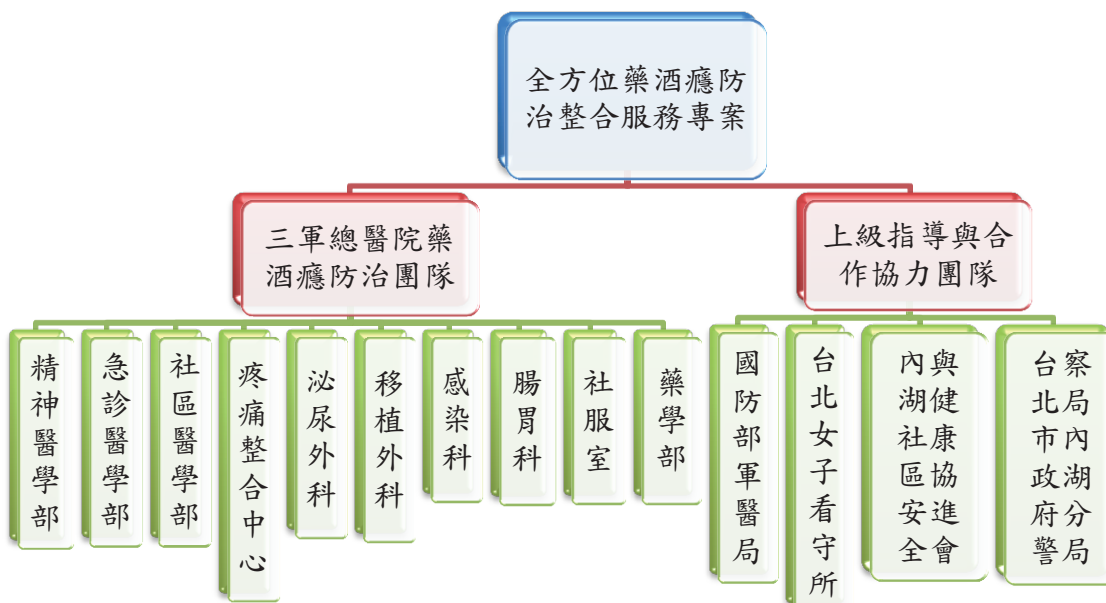 全方位藥酒癮防
治整合服務專案
三軍總醫院藥
酒癮防治團隊
上級指導與合
作協力團隊
精神醫學部
急診醫學部
社區醫學部
疼痛整合中心
泌尿外科
移植外科
感染科
腸胃科
社服室
藥學部
國防部軍醫局
台北女子看守所
內湖社區安全
與健康協進會
台北市政府警
察局內湖分局